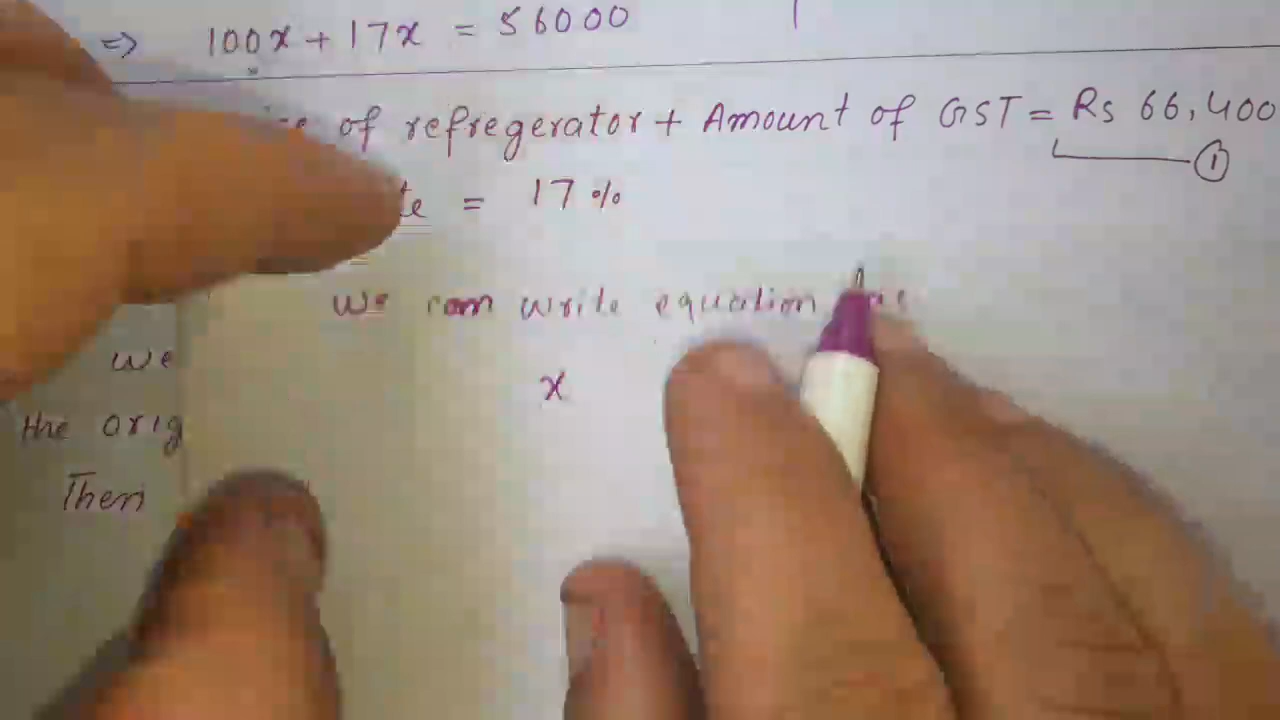 ⇒ 100x + 17x = 56000
of refregerator + Amount of GST = Rs 66,400
①
= 17 %
We can write equation
we
x
the orig
Then